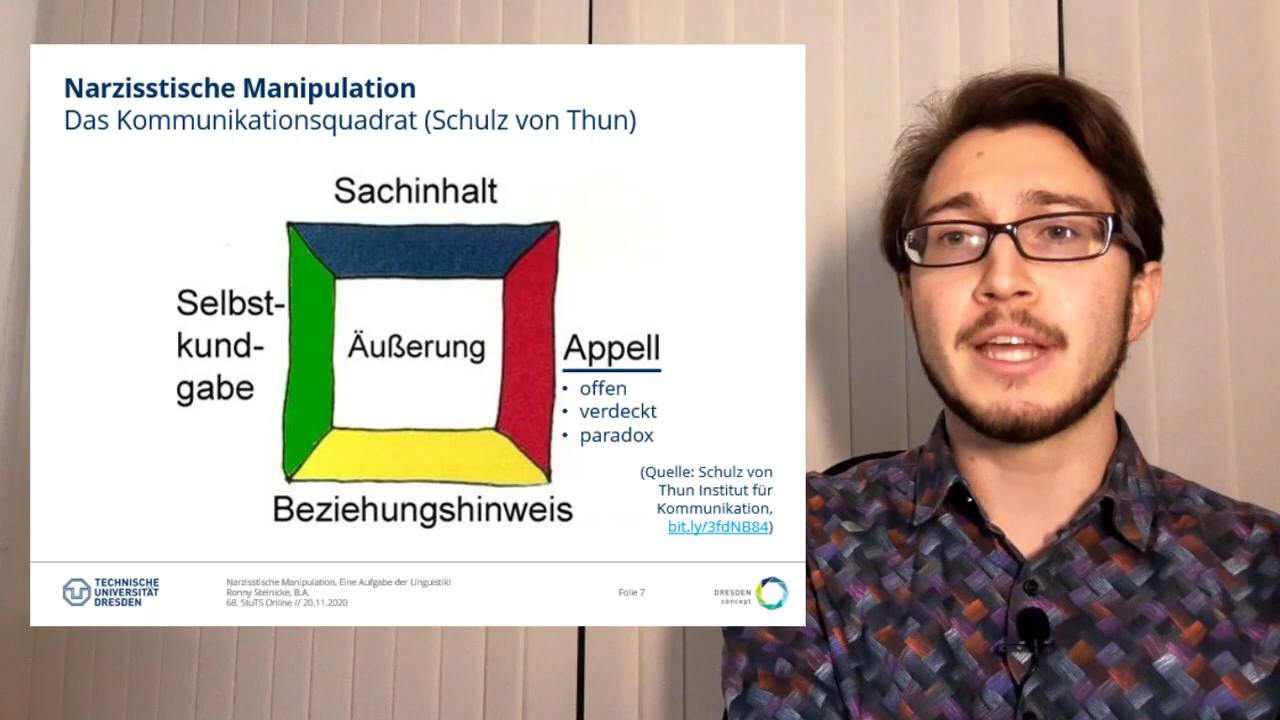 Narzisstische Manipulation
Das Kommunikationsquadrat (Schulz von Thun)
Sachinhalt
Selbst-
kund-
gabe
Äußerung
Appell
• offen
• verdeckt
• paradox
Beziehungshinweis
(Quelle: Schulz von
Thun Institut für
Kommunikation,
bit.ly/3fdNB84)
TECHNISCHE
UNIVERSITÄT
DRESDEN
Narzisstische Manipulation. Eine Aufgabe der Linguistik!
Ronny Steinicke, B.A.
68. StuTS Online // 20.11.2020
Folie 7
DRESDEN
concept